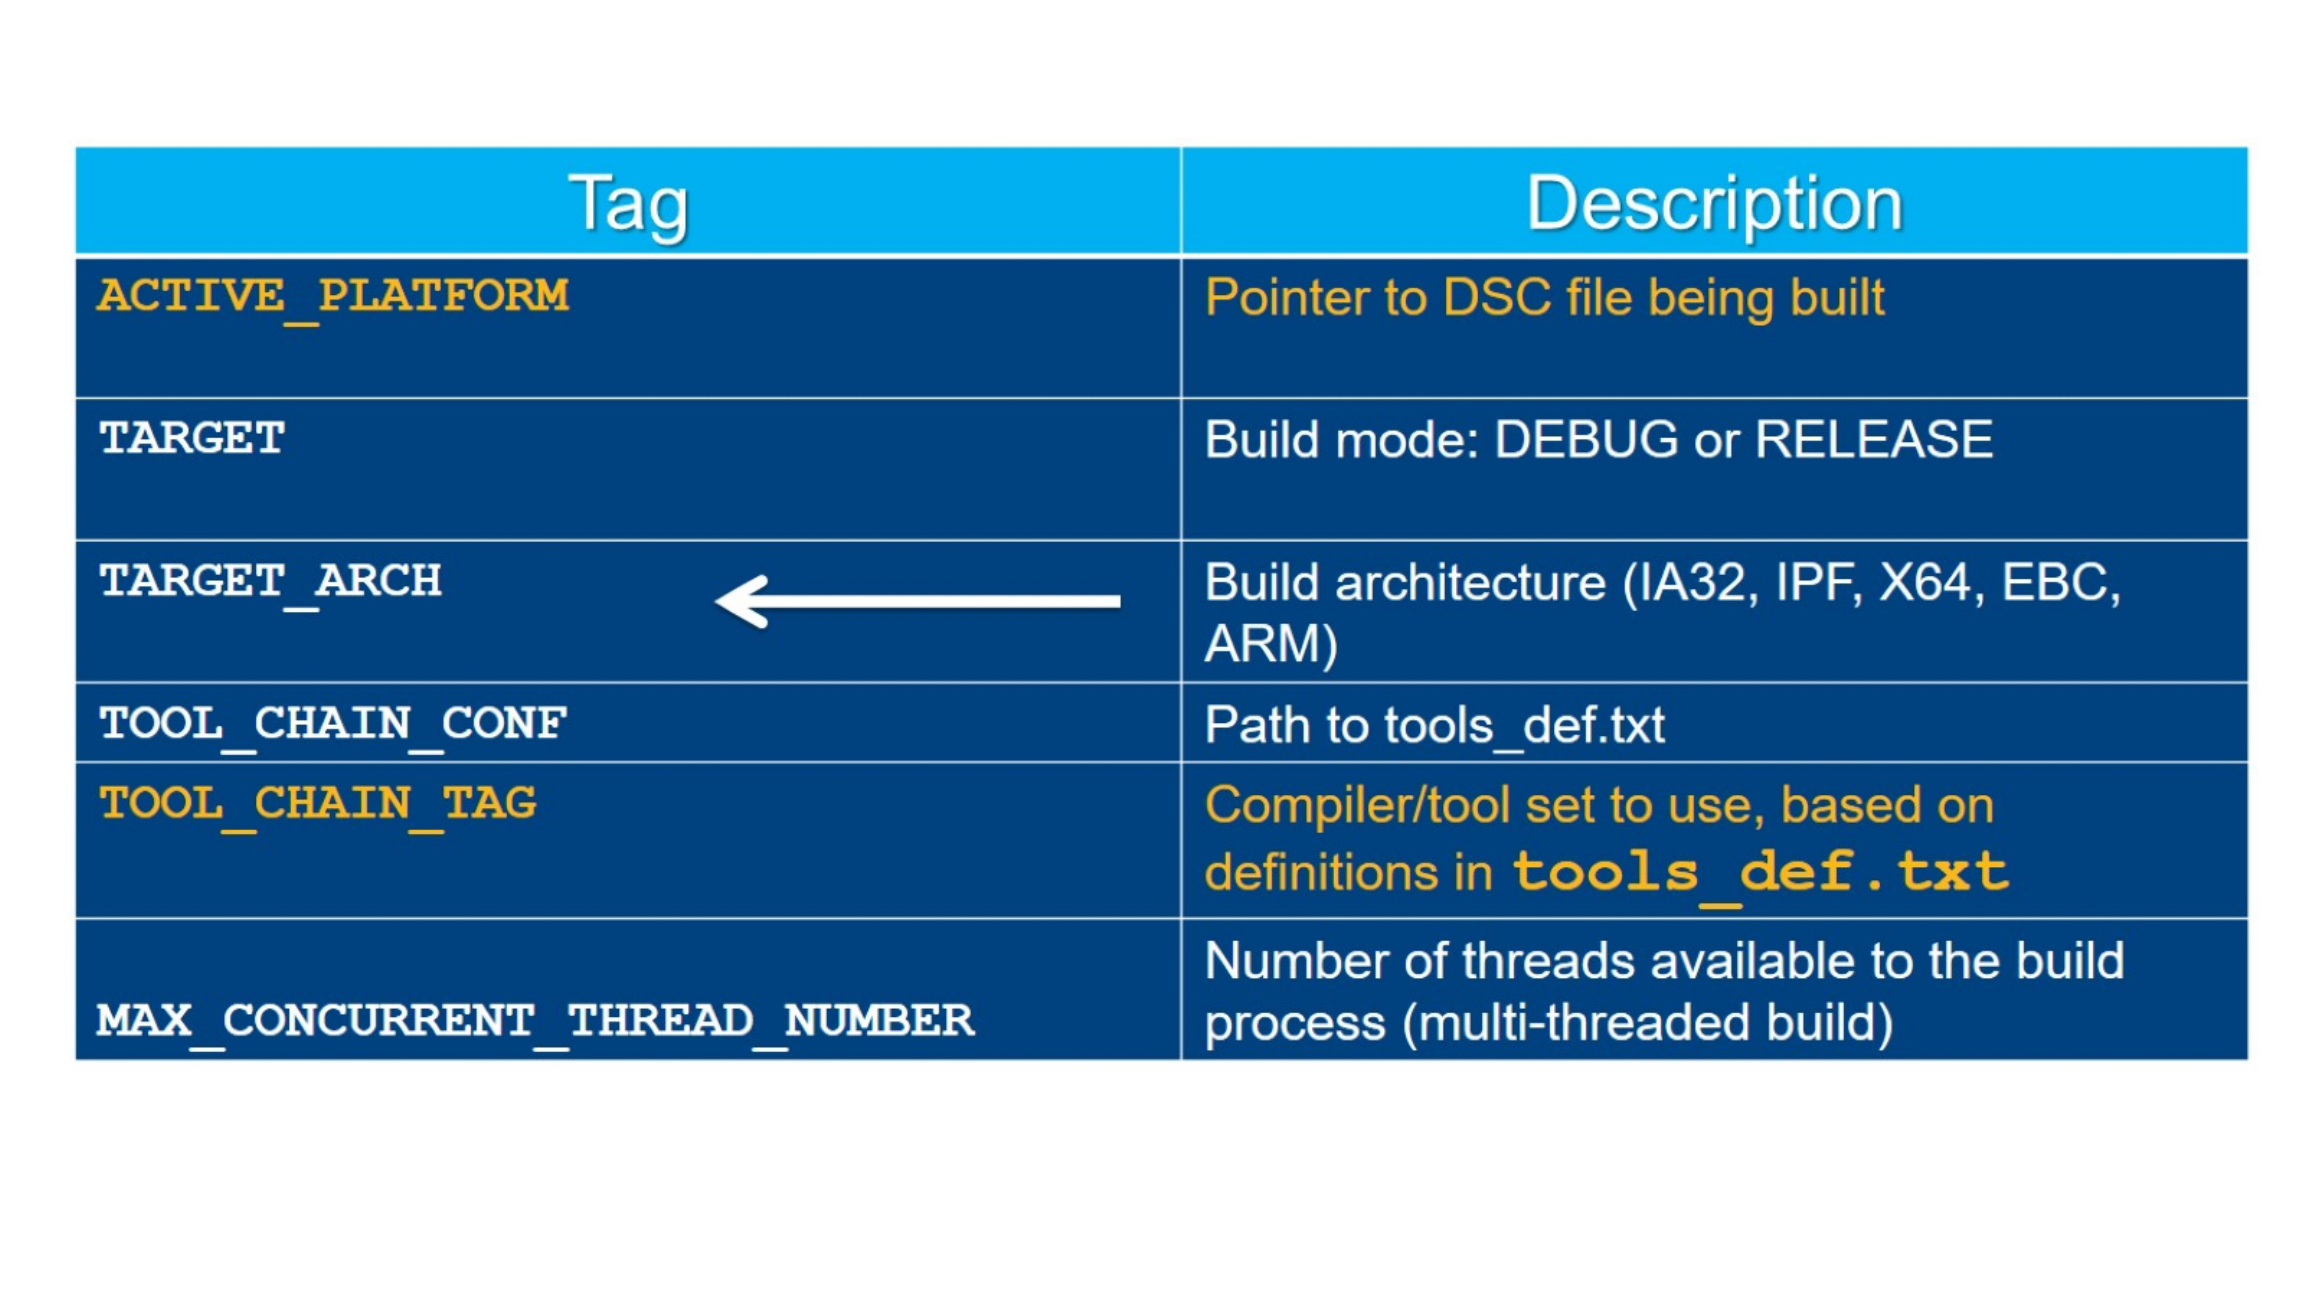 Tag
Description
ACTIVE_PLATFORM
Pointer to DSC file being built
TARGET
Build mode: DEBUG or RELEASE
TARGET_ARCH
Build architecture (IA32, IPF, X64, EBC,
ARM)
TOOL_CHAIN_CONF
Path to tools_def.txt
TOOL_CHAIN_TAG
Compiler/tool set to use, based on
definitions in tools_def.txt
MAX_CONCURRENT_THREAD_NUMBER
Number of threads available to the build
process (multi-threaded build)